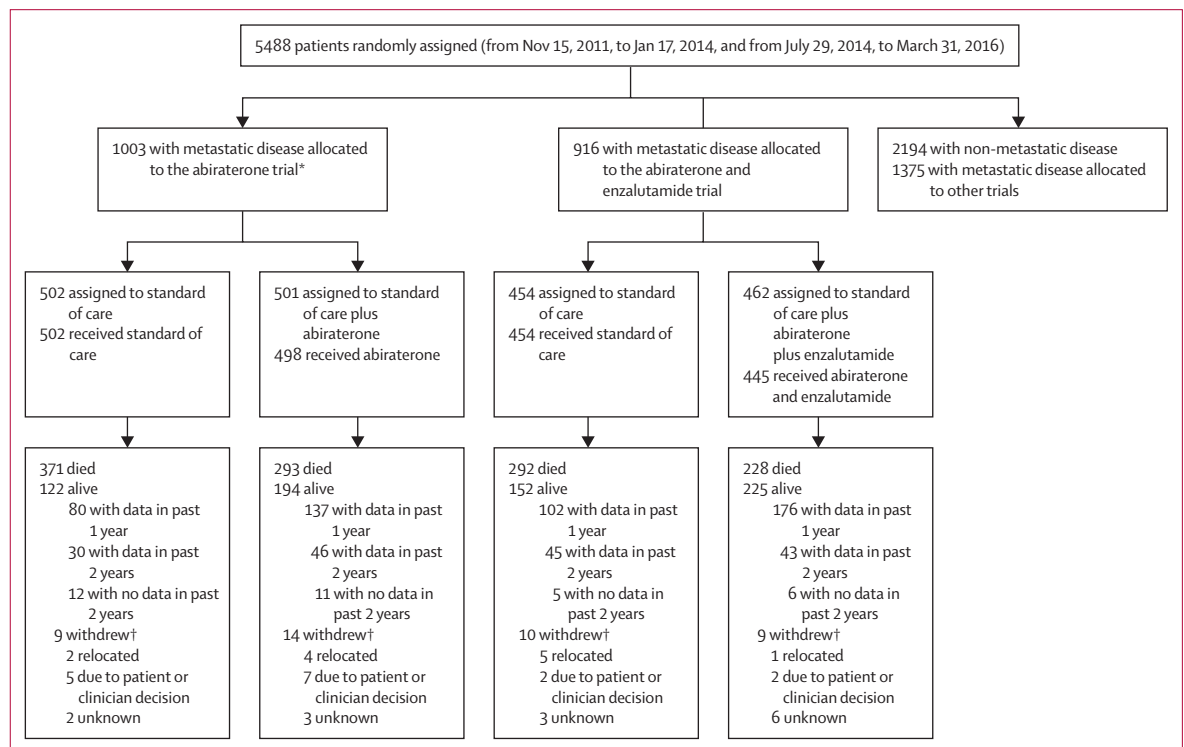 5488 patients randomly assigned (from Nov 15, 2011, to Jan 17, 2014, and from July 29, 2014, to March 31, 2016)
1003 with metastatic disease allocated
to the abiraterone trial*
916 with metastatic disease allocated
to the abiraterone and
enzalutamide trial
2194 with non-metastatic disease
1375 with metastatic disease allocated
to other trials
502 assigned to standard
of care
502 received standard of
care
501 assigned to standard
of care plus
abiraterone
498 received abiraterone
454 assigned to standard
of care
454 received standard of
care
462 assigned to standard
of care plus
abiraterone
plus enzalutamide
445 received abiraterone
and enzalutamide
371 died
122 alive
80 with data in past
1 year
30 with data in past
2 years
12 with no data in past
2 years
9 withdrew†
2 relocated
5 due to patient or
clinician decision
2 unknown
293 died
194 alive
137 with data in past
1 year
46 with data in past
2 years
11 with no data in
past 2 years
14 withdrew†
4 relocated
7 due to patient or
clinician decision
3 unknown
292 died
152 alive
102 with data in past
1 year
45 with data in past
2 years
5 with no data in
past 2 years
10 withdrew†
5 relocated
2 due to patient or
clinician decision
3 unknown
228 died
225 alive
176 with data in past
1 year
43 with data in past
2 years
6 with no data in
past 2 years
9 withdrew†
1 relocated
2 due to patient or
clinician decision
6 unknown